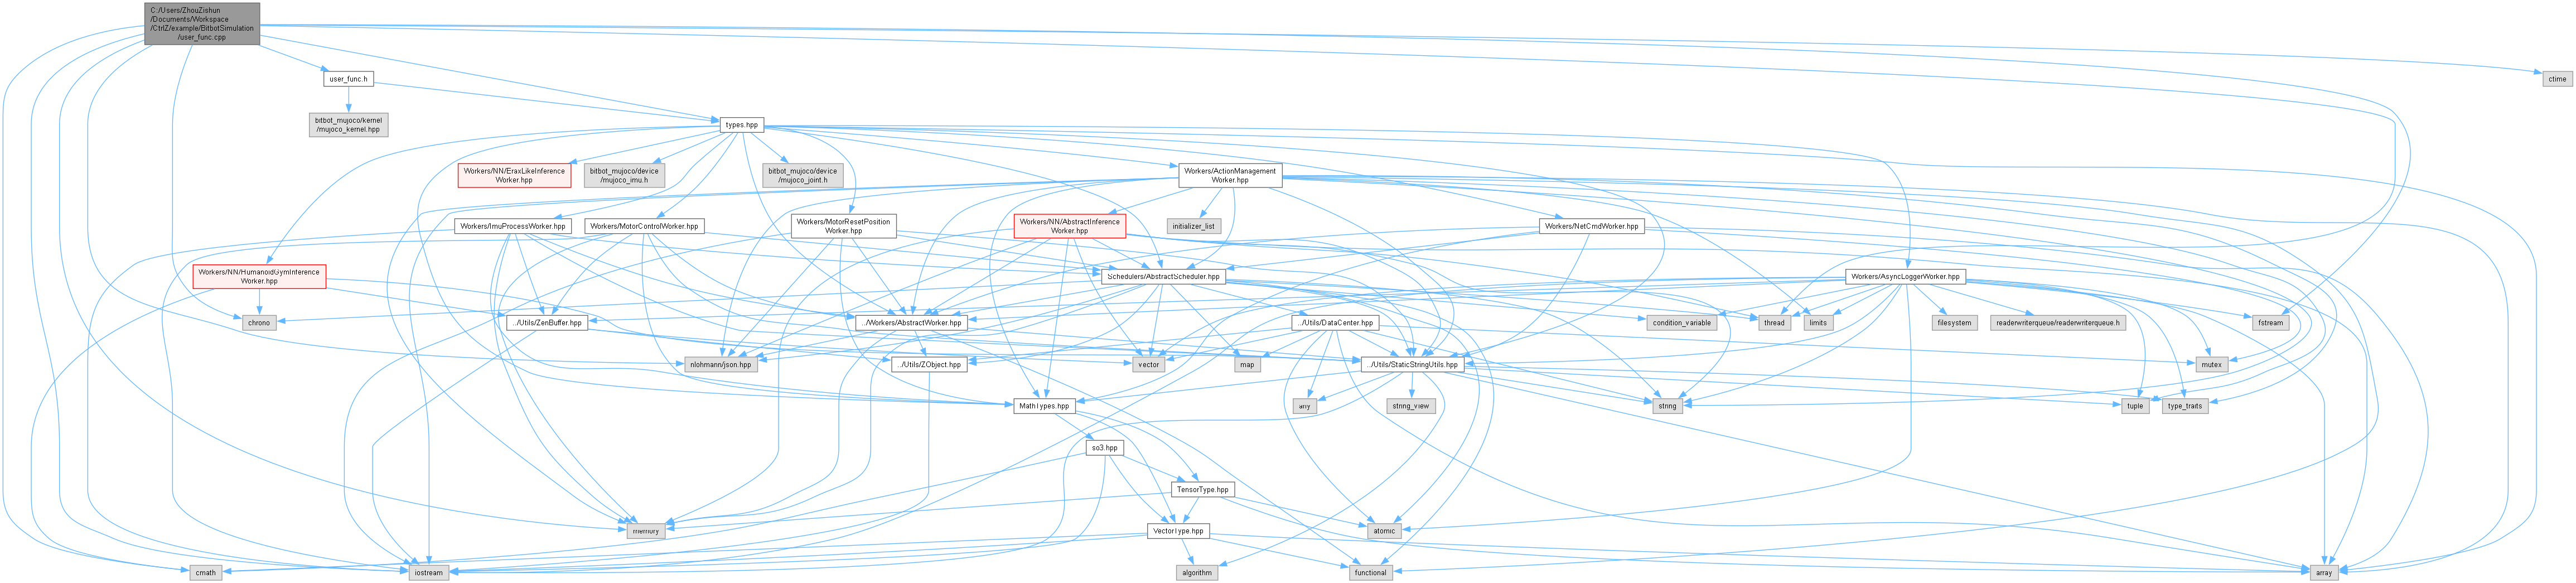 C:/Users/ZhouZishun
/Documents/Workspace
/CtrlZ/example/BitbotSimulation
/user_func.cpp
user_func.h
ctime
bitbot_mujoco/kernel
/mujoco_kernel.hpp
types.hpp
Workers/NN/EraxLikeInference
Worker.hpp
bitbot_mujoco/device
/mujoco_imu.h
bitbot_mujoco/device
/mujoco_joint.h
Workers/ActionManagement
Worker.hpp
Workers/ImuProcessWorker.hpp
Workers/MotorControlWorker.hpp
Workers/MotorResetPosition
Worker.hpp
Workers/NN/AbstractInference
Worker.hpp
initializer_list
Workers/NetCmdWorker.hpp
Workers/NN/HumanoidGymInference
Worker.hpp
Schedulers/AbstractScheduler.hpp
Workers/AsyncLoggerWorker.hpp
chrono
../Utils/ZenBuffer.hpp
../Workers/AbstractWorker.hpp
../Utils/DataCenter.hpp
condition_variable
thread
limits
filesystem
readerwriterqueue/readerwriterqueue.h
fstream
nlohmann/json.hpp
../Utils/ZObject.hpp
vector
map
../Utils/StaticStringUtils.hpp
mutex
MathTypes.hpp
any
string_view
string
tuple
type_traits
so3.hpp
TensorType.hpp
memory
VectorType.hpp
atomic
cmath
iostream
algorithm
functional
array